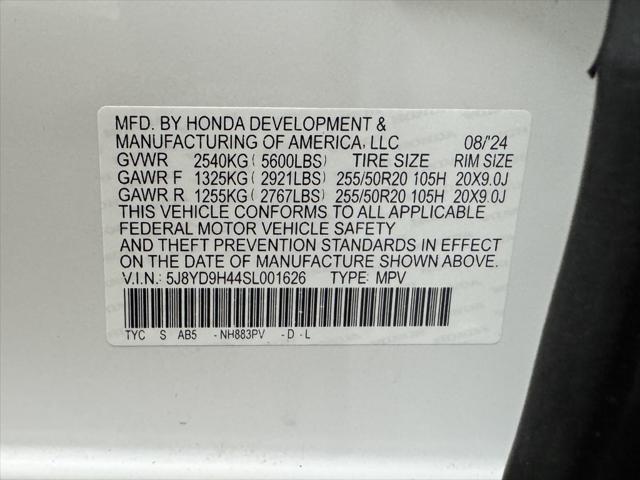 MFD. BY HONDA DEVELOPMENT &
MANUFACTURING OF AMERICA, LLC 08/'24
GVWR 2540KG ( 5600LBS) TIRE SIZE RIM SIZE
GAWR F 1325KG ( 2921LBS) 255/50R20 105H 20X9.0J
GAWR R 1255KG ( 2767LBS) 255/50R20 105H 20X9.0J
THIS VEHICLE CONFORMS TO ALL APPLICABLE
FEDERAL MOTOR VEHICLE SAFETY
AND THEFT PREVENTION STANDARDS IN EFFECT
ON THE DATE OF MANUFACTURE SHOWN ABOVE.
V.I.N.: 5J8YD9H44SL001626 TYPE: MPV
TYC S AB5 -NH883PV -D -L